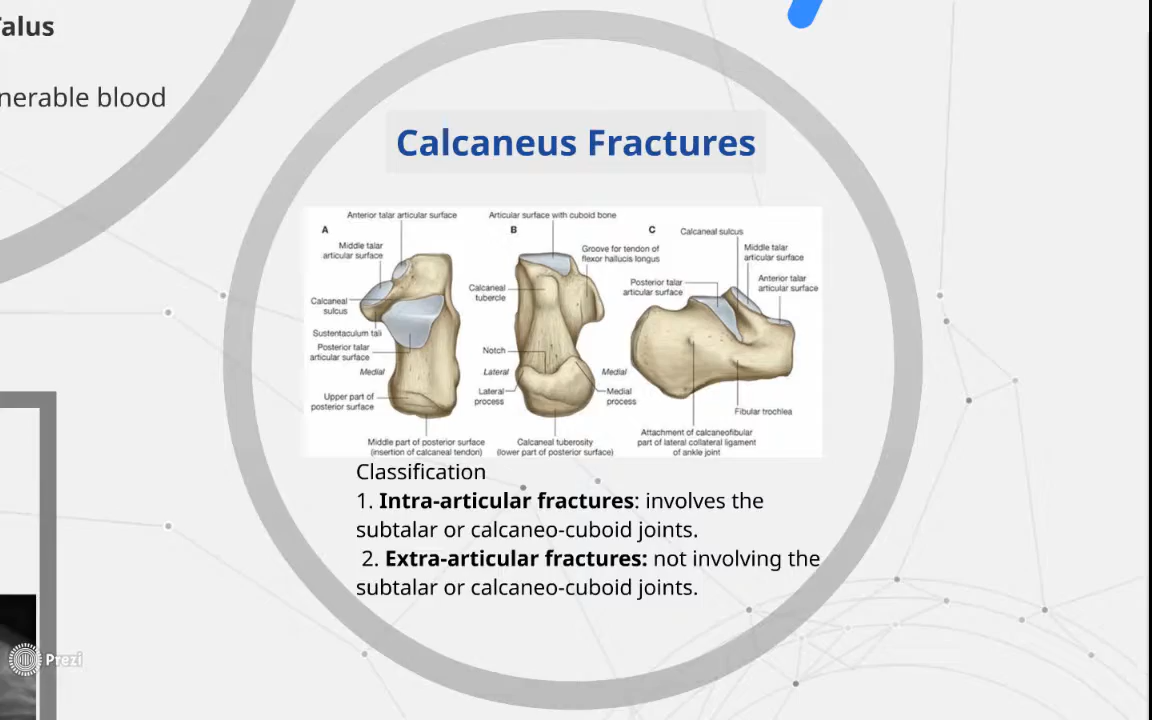 alus
nerable blood
Calcaneus Fractures
Anterior talar articular surface
Articular surface with cuboid bone
A
B
C
Calcaneal sulcus
Middle talar
articular surface
Groove for tendon of
flexor hallucis longus
Middle talar
articular surface
Posterior talar
articular surface
Anterior talar
articular surface
Calcaneal
tubercle
Calcaneal
sulcus
Sustentaculum tali
Posterior talar
articular surface
Notch
Medial
Lateral
Medial
Lateral
process
Medial
process
Upper part of
posterior surface
Fibular trochlea
Middle part of posterior surface
(insertion of calcaneal tendon)
Calcaneal tuberosity
(lower part of posterior surface)
Attachment of calcaneofibular
part of lateral collateral ligament
of ankle joint
Classification
1. Intra-articular fractures: involves the
subtalar or calcaneo-cuboid joints.
2. Extra-articular fractures: not involving the
subtalar or calcaneo-cuboid joints.
Prezi